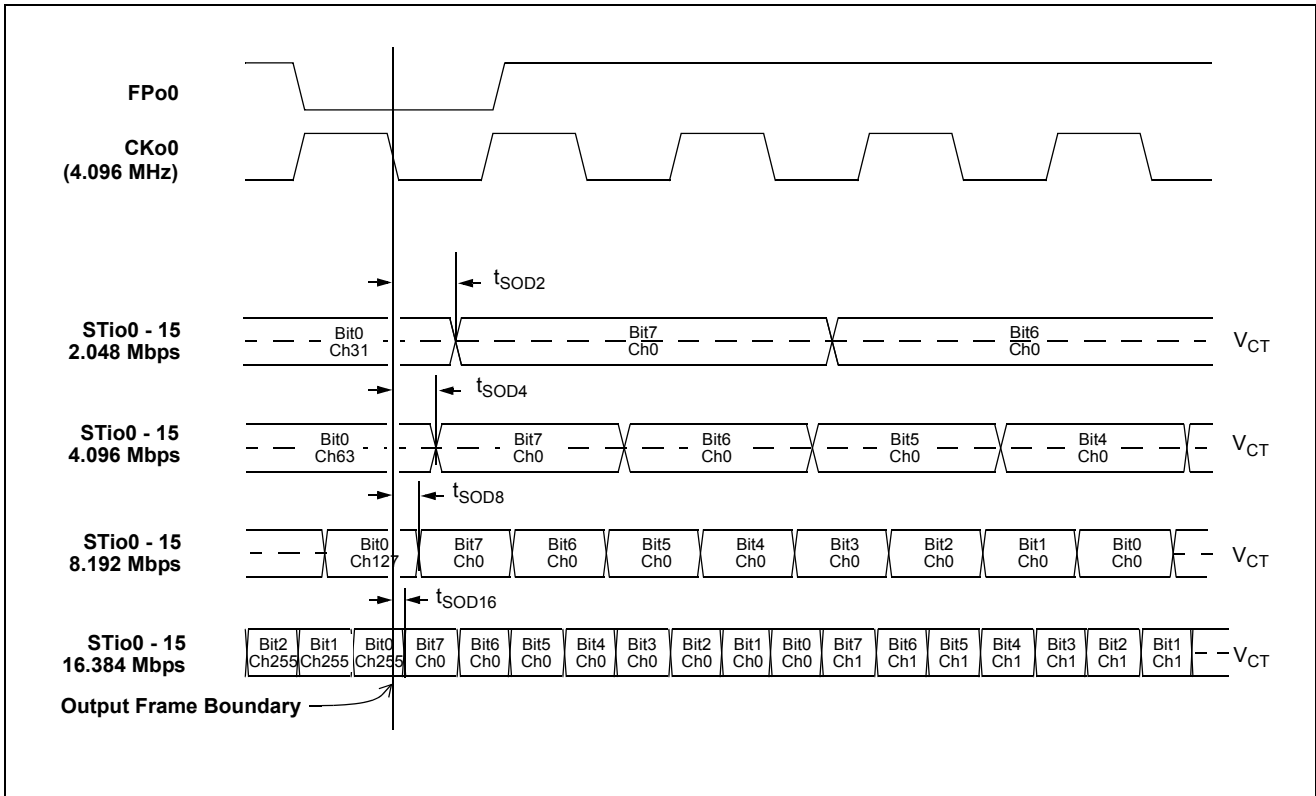 FPo0
CKo0
(4.096 MHz)
tSOD2
STio0 - 15
2.048 Mbps
Bit0
Ch31
Bit7
Ch0
Bit6
Ch0
VCT
tSOD4
STio0 - 15
4.096 Mbps
Bit0
Ch63
Bit7
Ch0
Bit6
Ch0
Bit5
Ch0
Bit4
Ch0
VCT
tSOD8
STio0 - 15
8.192 Mbps
Bit0
Ch127
Bit7
Ch0
Bit6
Ch0
Bit5
Ch0
Bit4
Ch0
Bit3
Ch0
Bit2
Ch0
Bit1
Ch0
Bit0
Ch0
VCT
tSOD16
STio0 - 15
16.384 Mbps
Bit2
Ch255
Bit1
Ch255
Bit0
Ch255
Bit7
Ch0
Bit6
Ch0
Bit5
Ch0
Bit4
Ch0
Bit3
Ch0
Bit2
Ch0
Bit1
Ch0
Bit0
Ch0
Bit7
Ch1
Bit6
Ch1
Bit5
Ch1
Bit4
Ch1
Bit3
Ch1
Bit2
Ch1
Bit1
Ch1
VCT
Output Frame Boundary